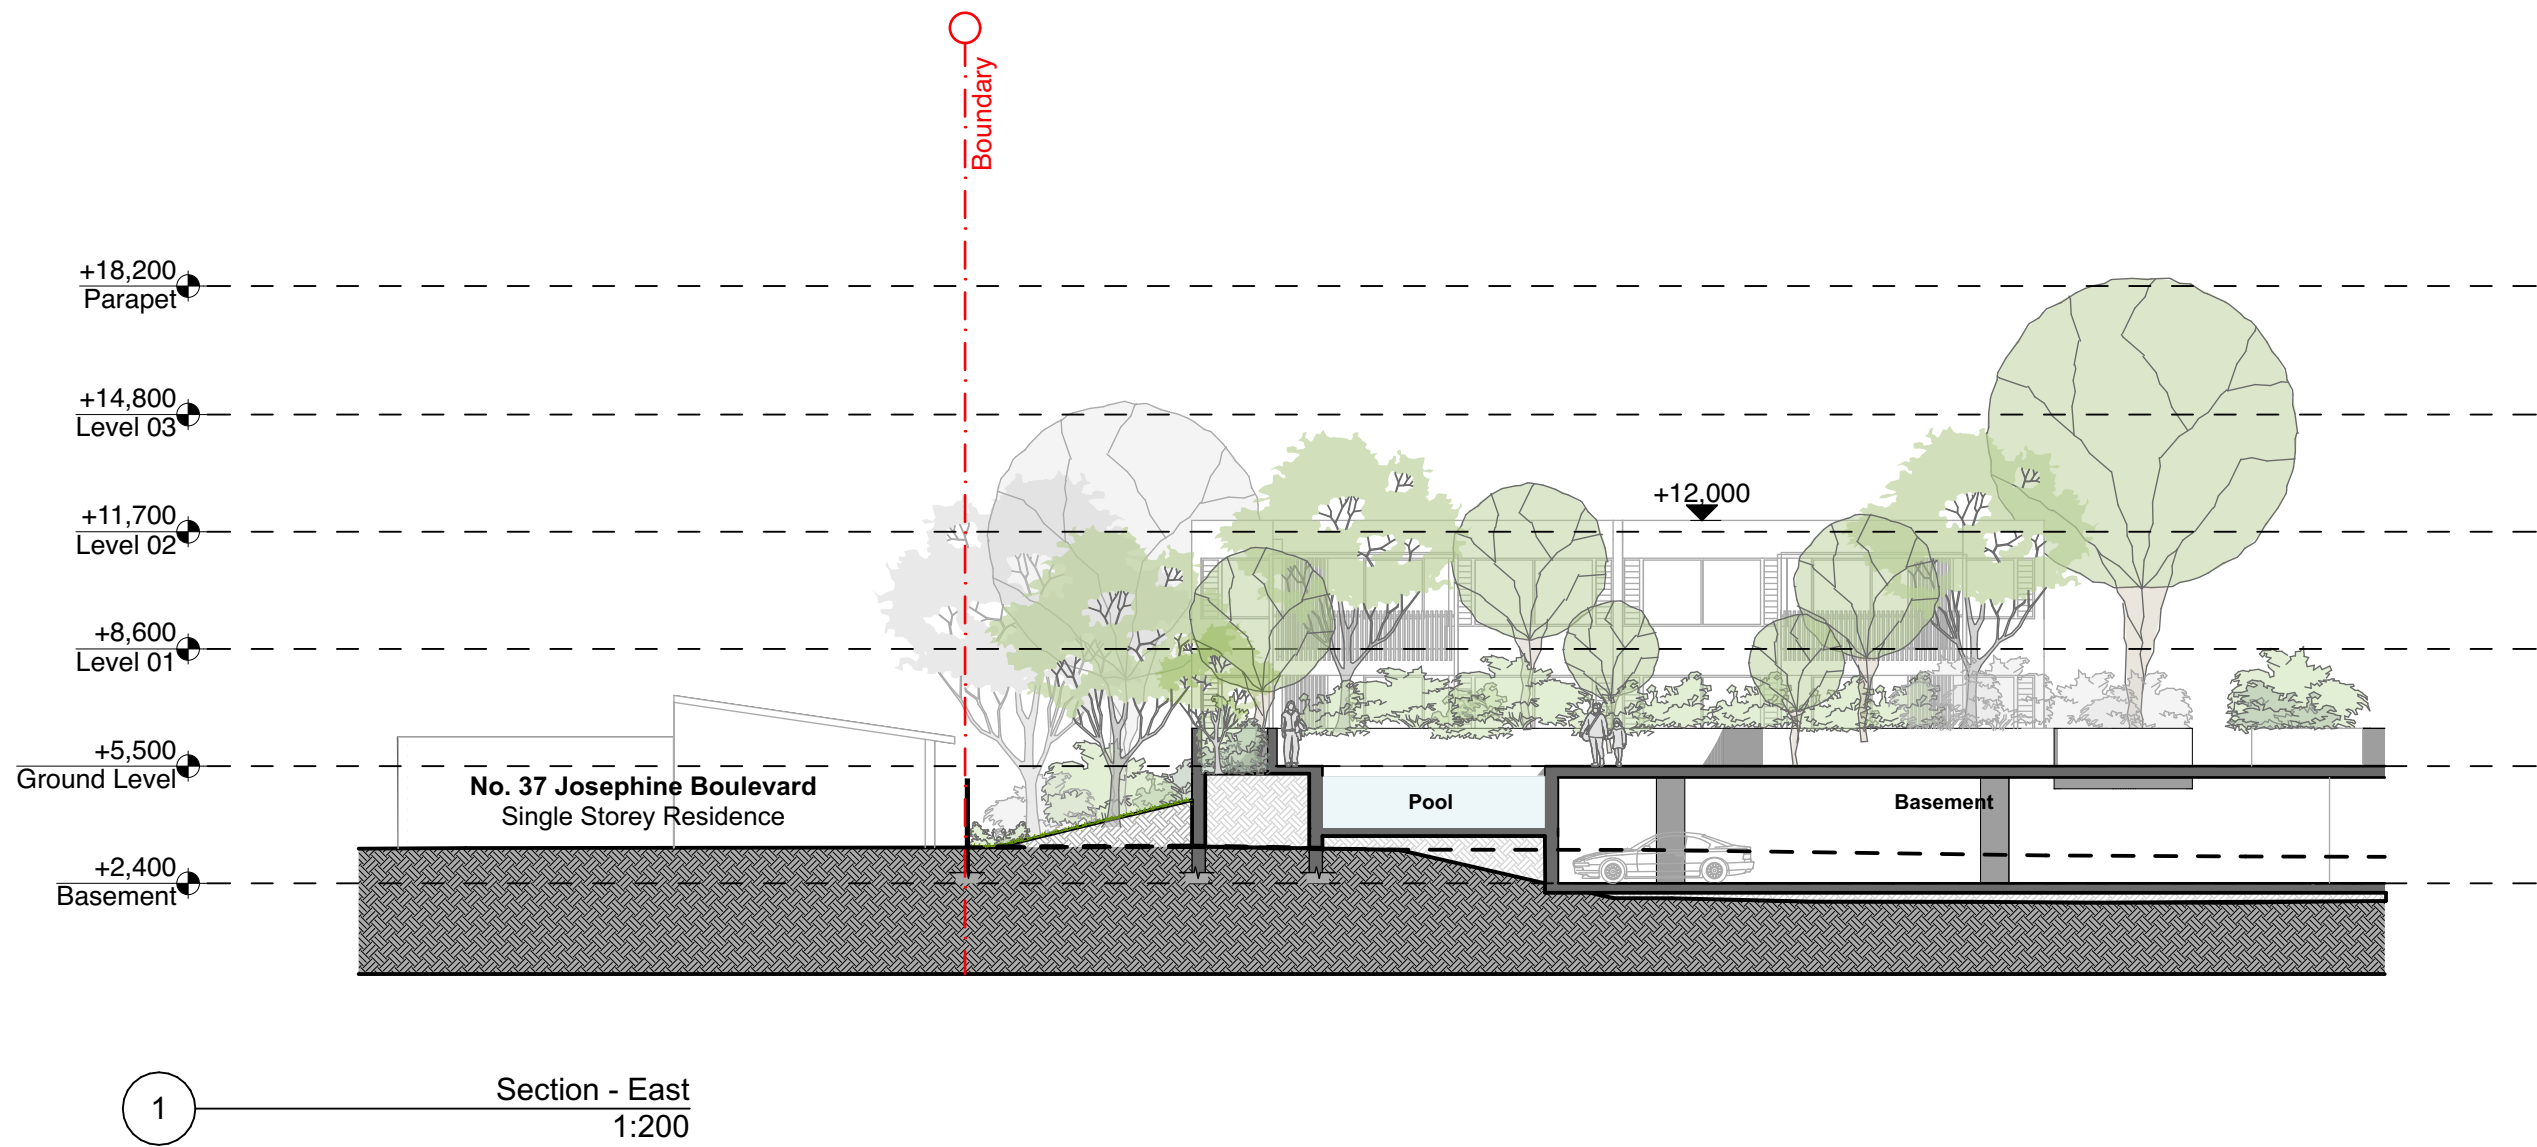 Boundary
+18,200
Parapet
+14,800
Level 03
+11,700
Level 02
+12,000
+8,600
Level 01
+5,500
Ground Level
No. 37 Josephine Boulevard
Single Storey Residence
Pool
Basement
+2,400
Basement
1
Section - East
1:200